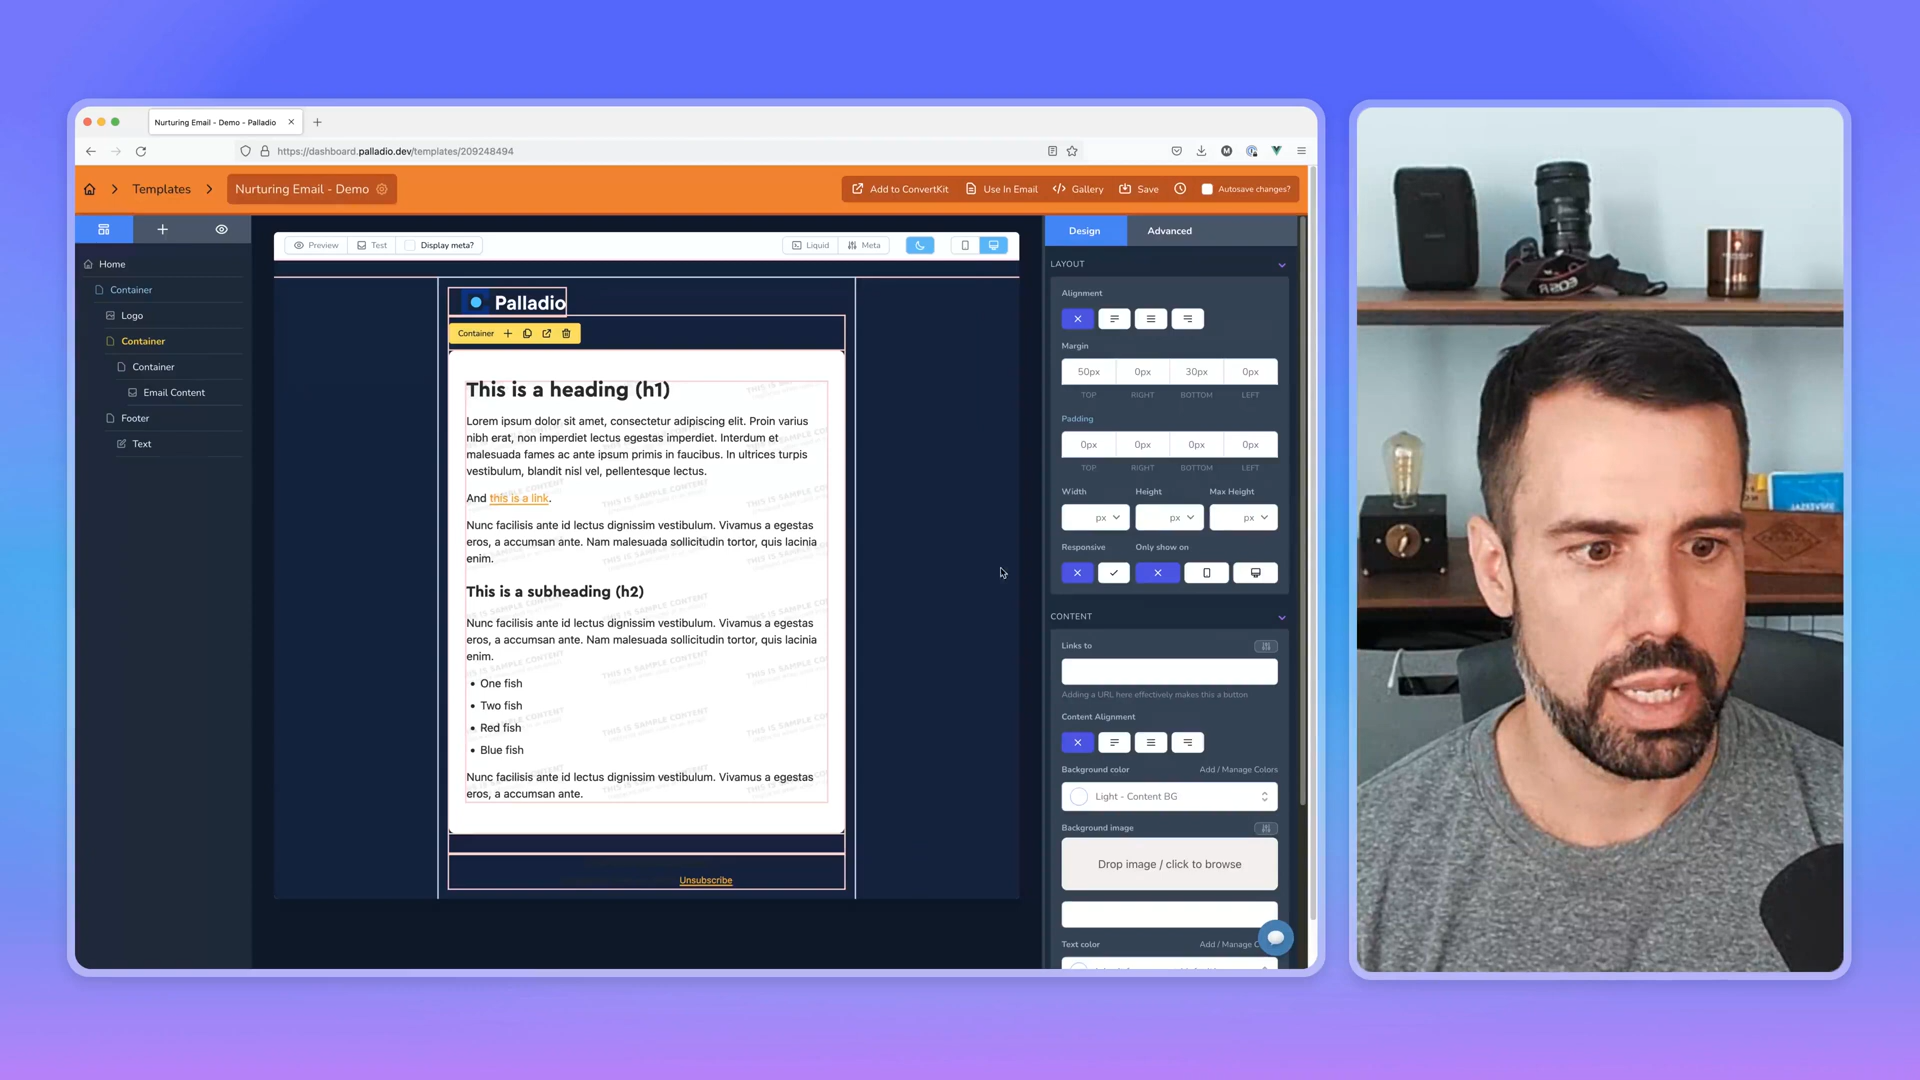 Nurturing Email - Demo - Palladio
https://dashboard.palladio.dev/templates/209248494
Templates
Nurturing Email - Demo
Add to ConvertKit
Use In Email
Gallery
Save
Autosave changes?
Preview
Test
Display meta?
Liquid
Meta
Design
Advanced
Home
Container
Logo
Container
Container
Email Content
Footer
Text
Palladio
Container
This is a heading (h1)
Lorem ipsum dolor sit amet, consectetur adipiscing elit. Proin varius
nibh erat, non imperdiet lectus egestas imperdiet. Interdum et
malesuada fames ac ante ipsum primis in faucibus. In ultrices turpis
vestibulum, blandit nisl vel, pellentesque lectus.
And this is a link.
Nunc facilisis ante id lectus dignissim vestibulum. Vivamus a egestas
eros, a accumsan ante. Nam malesuada sollicitudin tortor, quis lacinia
enim.
This is a subheading (h2)
Nunc facilisis ante id lectus dignissim vestibulum. Vivamus a egestas
eros, a accumsan ante. Nam malesuada sollicitudin tortor, quis lacinia
enim.
THIS IS SAMPLE CONTENT
• One fish
• Two fish
• Red fish
• Blue fish
Nunc facilisis ante id lectus dignissim vestibulum. Vivamus a egestas
eros, a accumsan ante.
Unsubscribe
LAYOUT
Alignment
Margin
50px 0px 30px 0px
TOP RIGHT BOTTOM LEFT
Padding
0px 0px 0px 0px
TOP RIGHT BOTTOM LEFT
Width Height Max Height
px px px
Responsive Only show on
CONTENT
Links to
Adding a URL here effectively makes this a button
Content Alignment
Background color Add / Manage Colors
Light - Content BG
Background image
Drop image / click to browse
Text color Add / Manage
EOS R